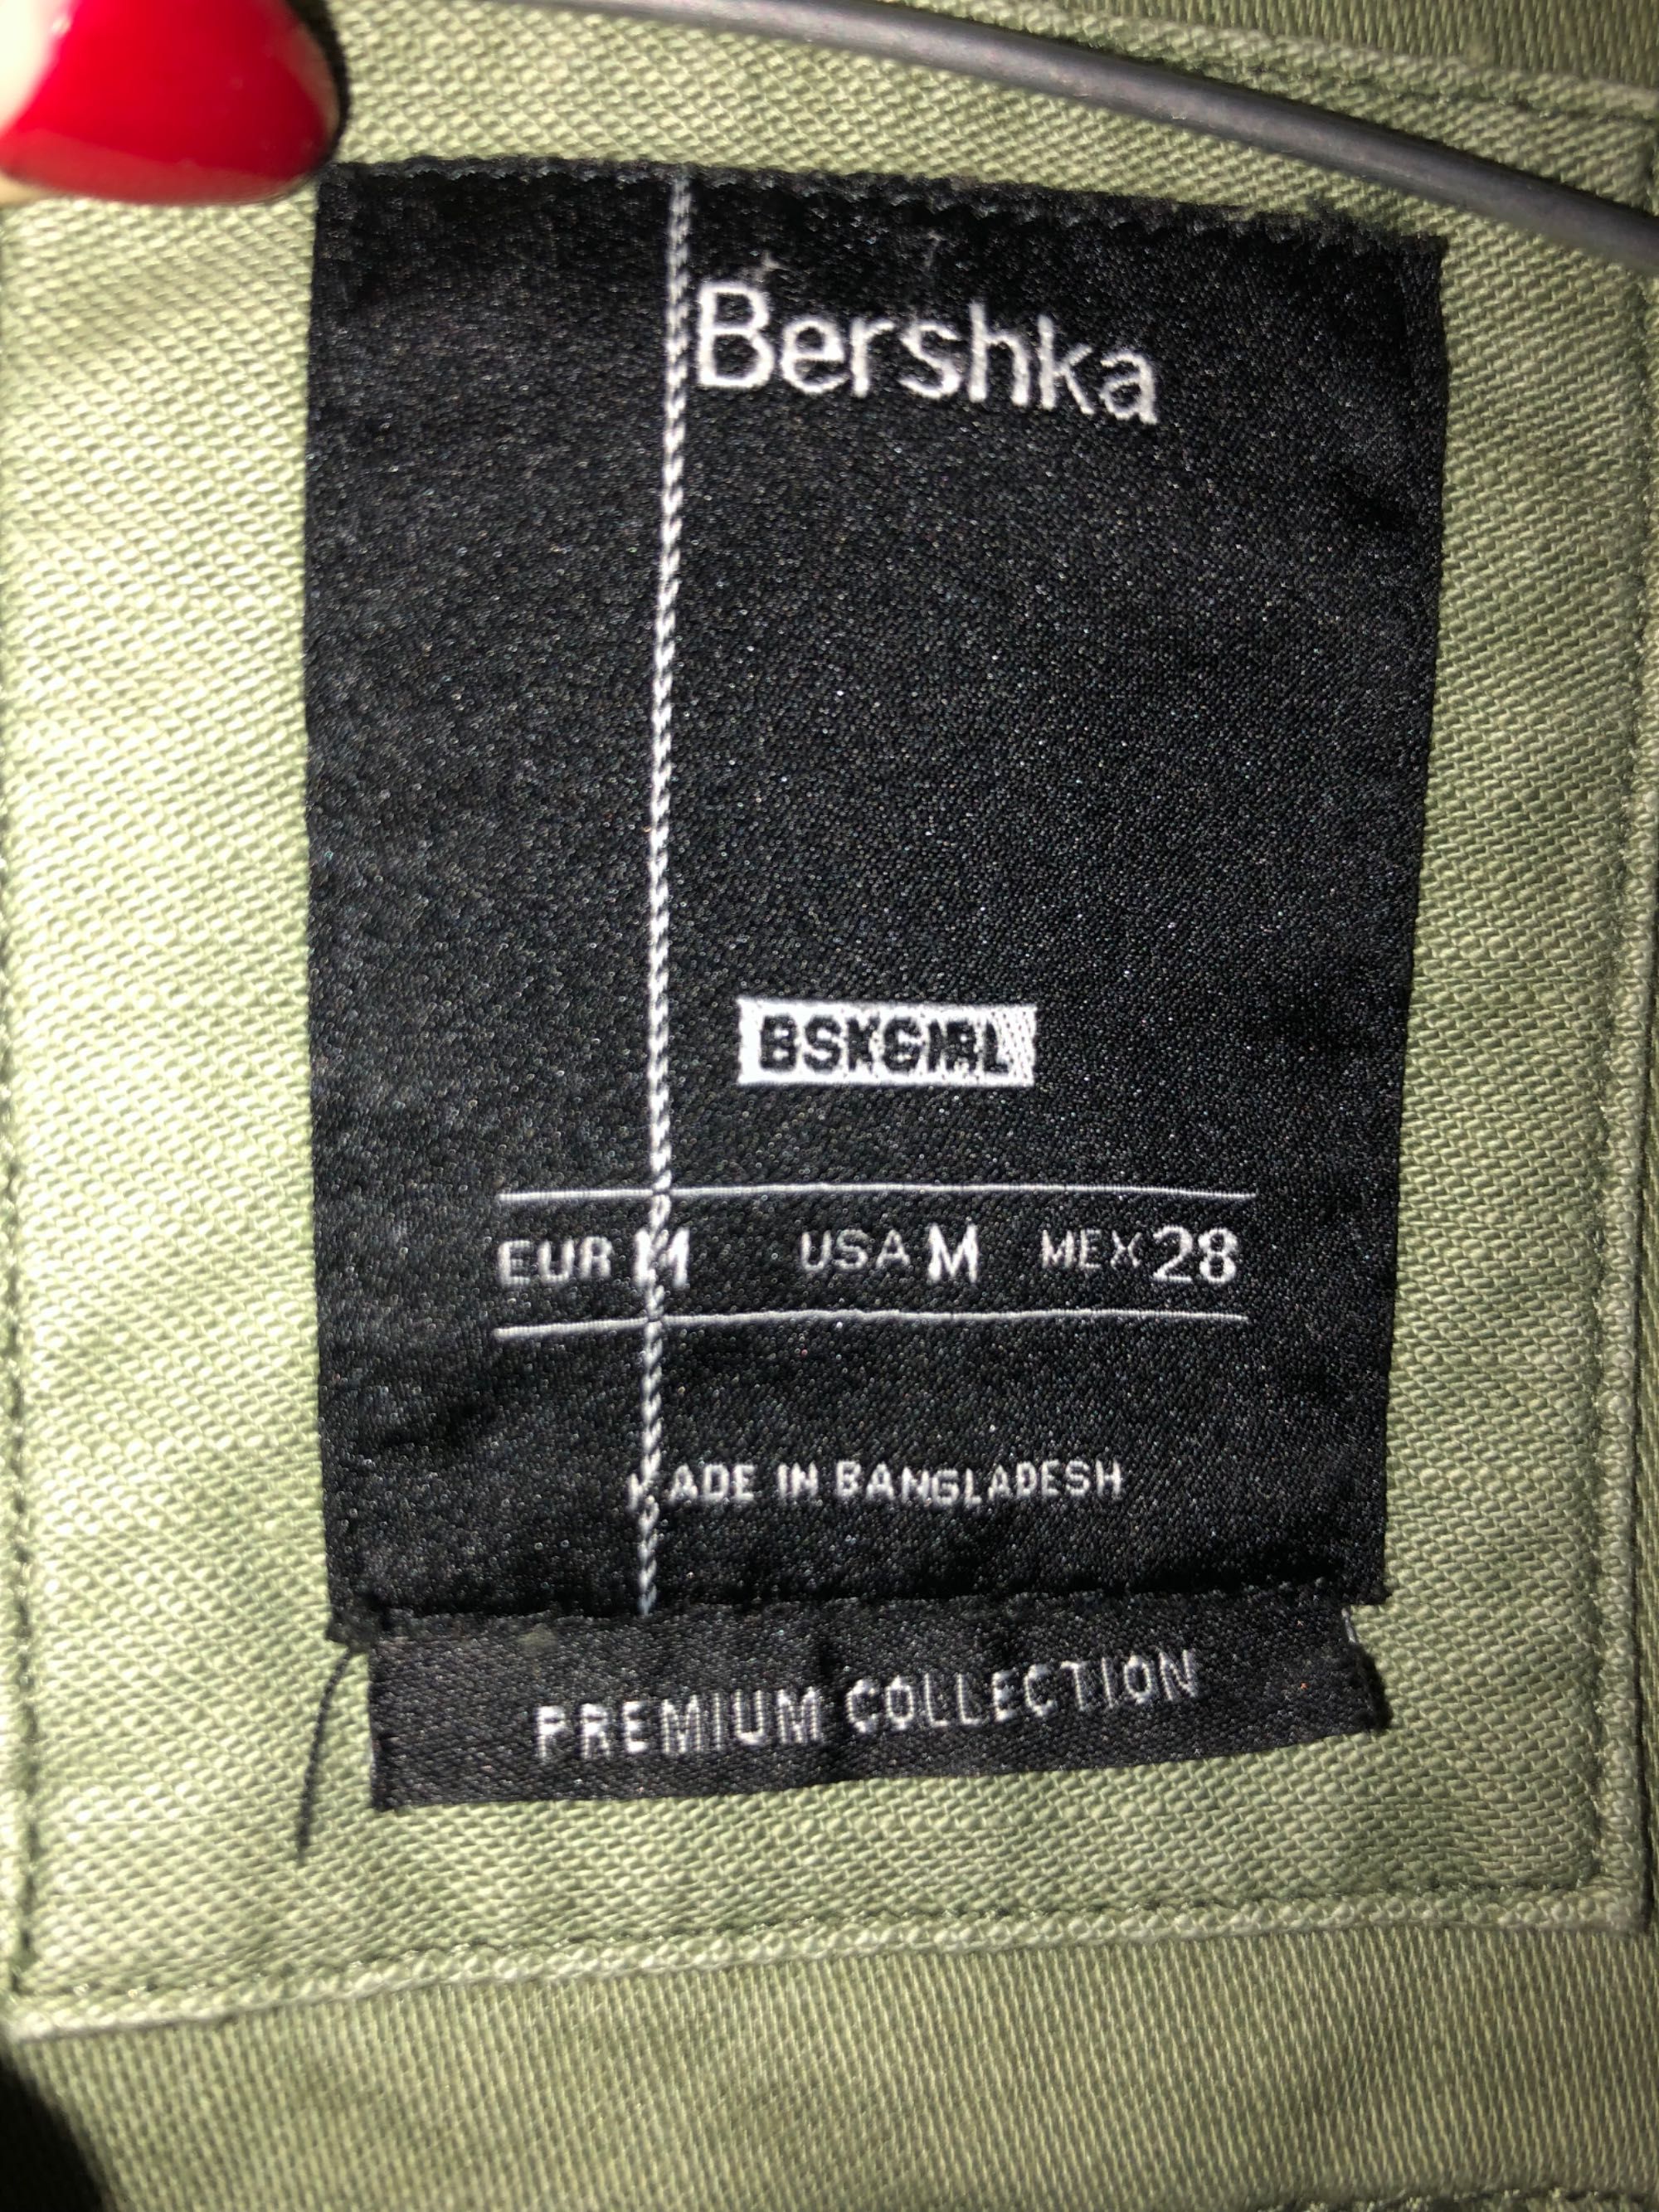 Bershka
BSKGIRL
EUR M USA M MEX 28
MADE IN BANGLADESH
PREMIUM COLLECTION